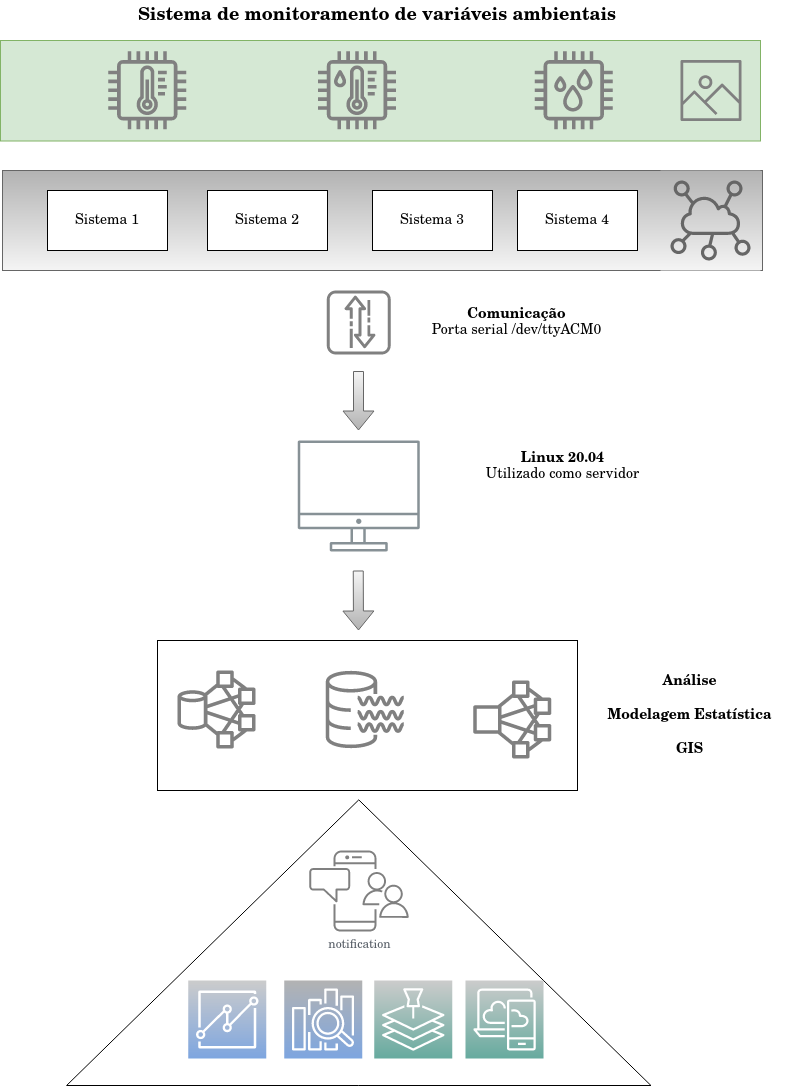 Sistema de monitoramento de variáveis ambientais
Sistema 1
Sistema 2
Sistema 3
Sistema 4
Comunicação
Porta serial /dev/ttyACM0
Linux 20.04
Utilizado como servidor
Análise
Modelagem Estatística
GIS
notification